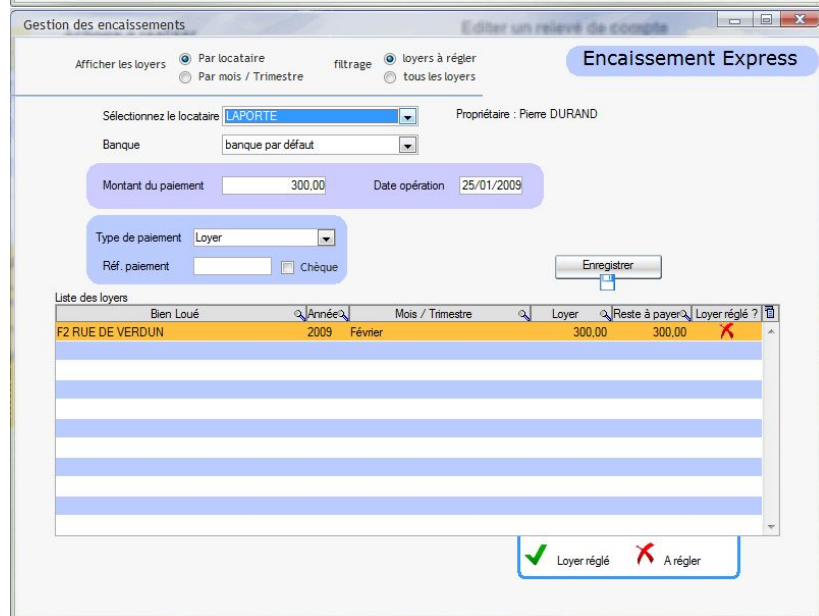 Gestion des encaissements
Editer un relevé de compte
Afficher les loyers Par locataire filtrage loyers à régler Encaissement Express
Par mois / Trimestre tous les loyers
Sélectionnez le locataire LAPORTE Propriétaire : Pierre DURAND
Banque banque par défaut
Montant du paiement 300,00 Date opération 25/01/2009
Type de paiement Loyer
Réf. paiement Chèque Enregistrer
Liste des loyers
Bien Loué Année Mois / Trimestre Loyer Reste à payer Loyer réglé ?
F2 RUE DE VERDUN 2009 Février 300,00 300,00
Loyer réglé A régler